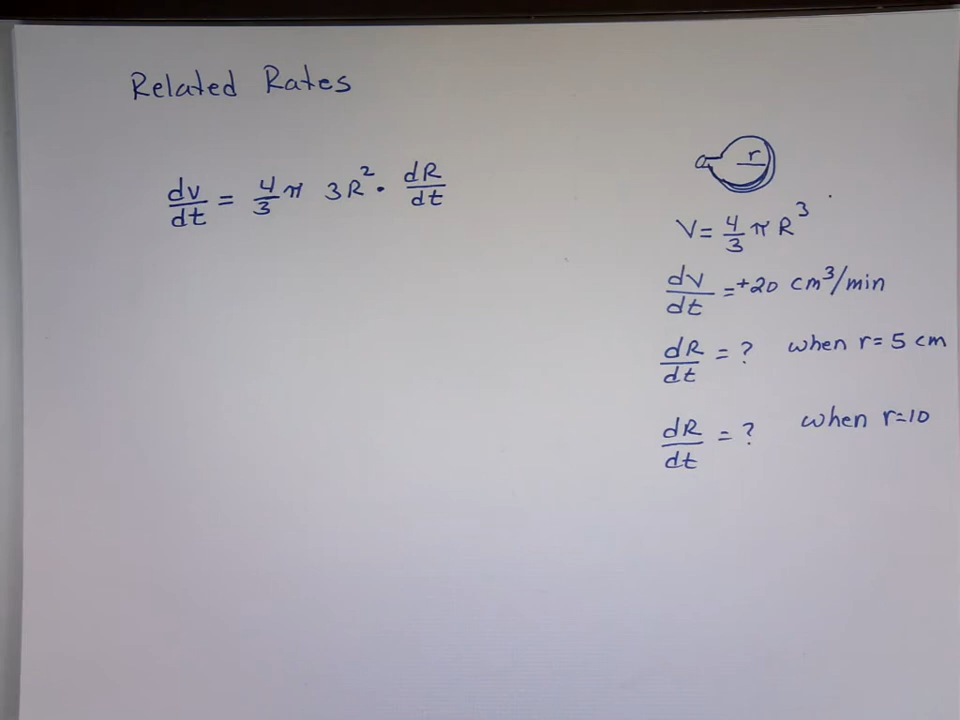 Related Rates
dv/dt = 4/3 π 3R² · dR/dt
r
V = 4/3 π R³
dv/dt = +20 cm³/min
dR/dt = ? when r = 5 cm
dR/dt = ? when r = 10